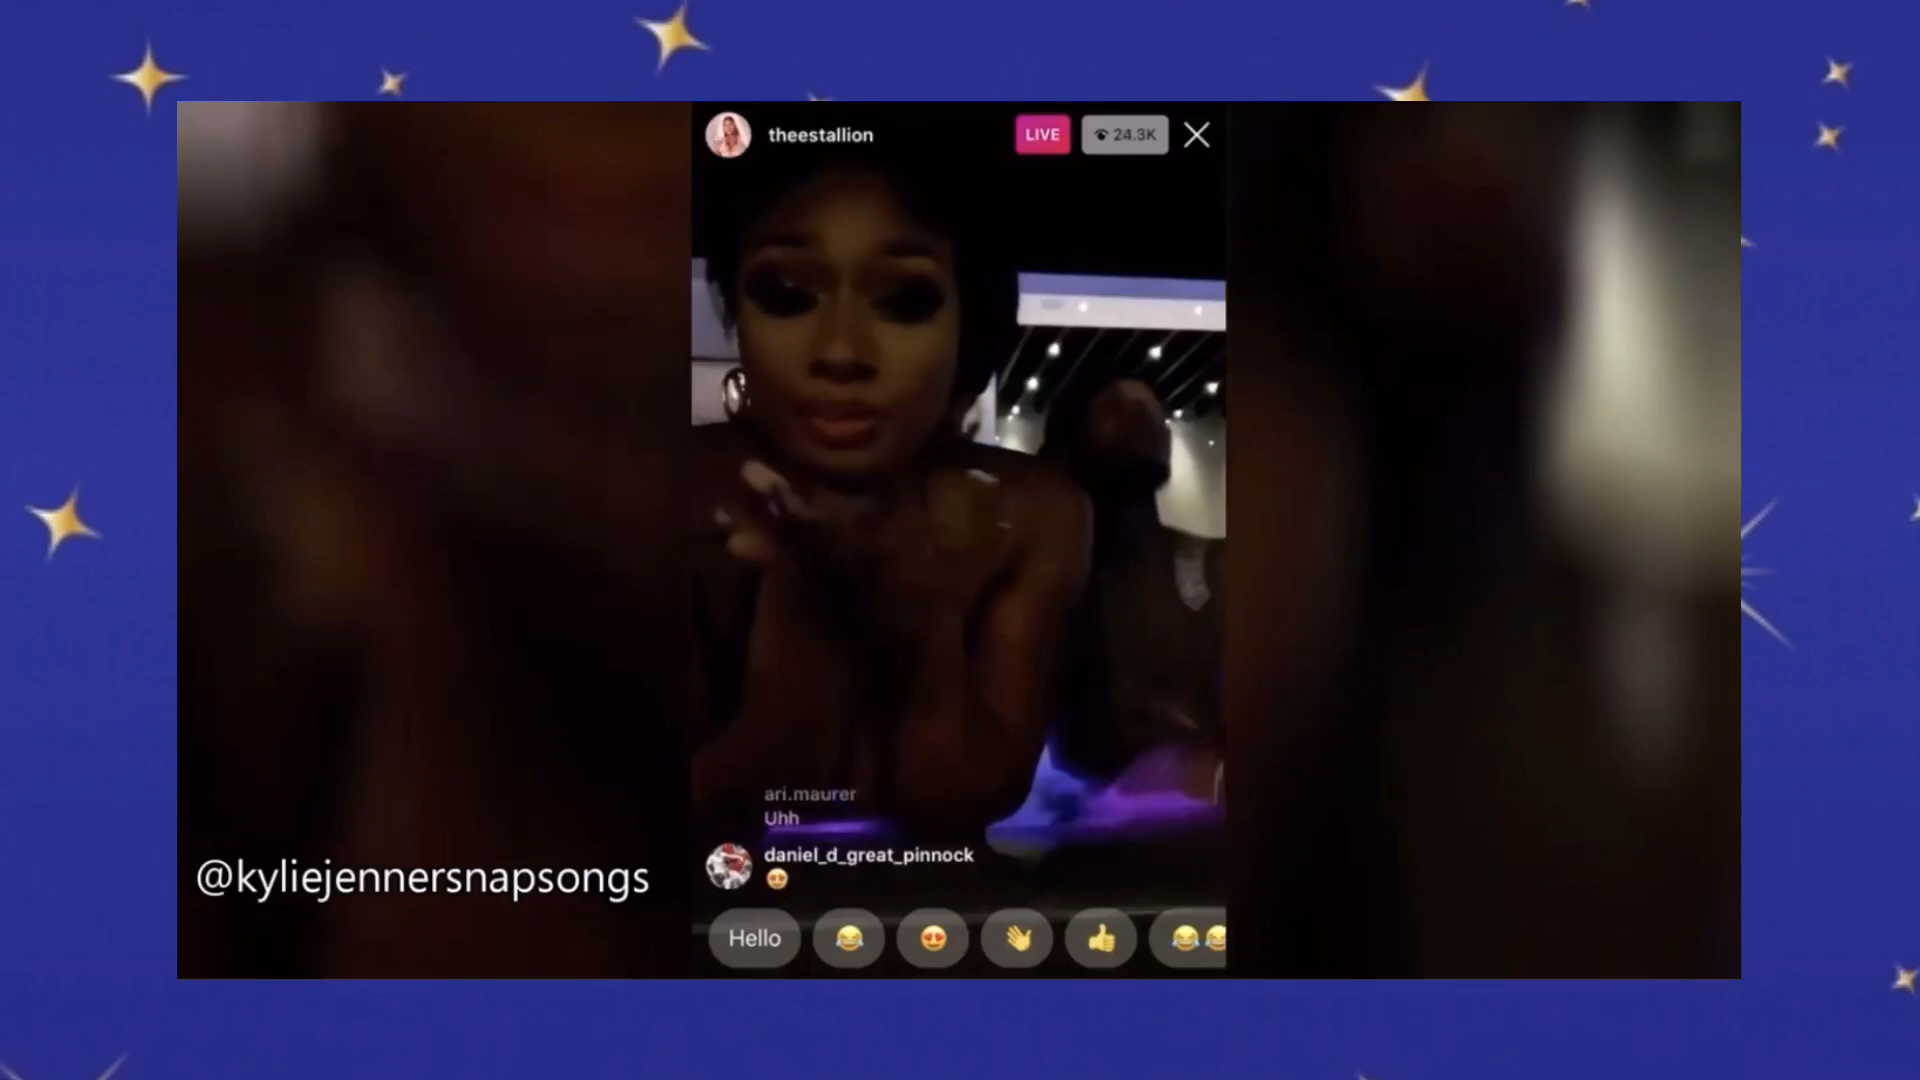 theestallion
LIVE
24.3K
ari.maurer
Uhh
daniel_d_great_pinnock
😍
@kyliejennersnapsongs
Hello 😂 😍 👋 👍 😂😂